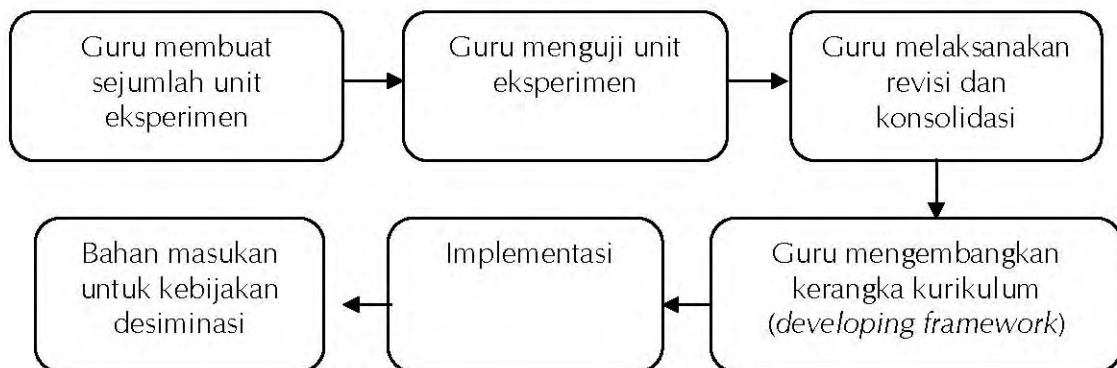 Guru membuat
sejumlah unit
eksperimen
Guru menguji unit
eksperimen
Guru melaksanakan
revisi dan
konsolidasi
Guru mengembangkan
kerangka kurikulum
(developing framework)
Implementasi
Bahan masukan
untuk kebijakan
desiminasi